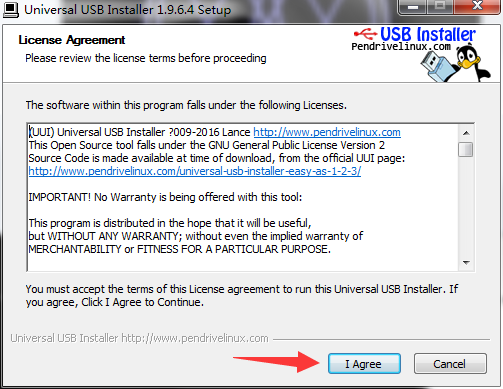 Universal USB Installer 1.9.6.4 Setup
License Agreement
Please review the license terms before proceeding
USB Installer
Pendrivelinux.com
The software within this program falls under the following Licenses.
(UUI) Universal USB Installer ?009-2016 Lance http://www.pendrivelinux.com
This Open Source tool falls under the GNU General Public License Version 2
Source Code is made available at time of download, from the official UUI page:
http://www.pendrivelinux.com/universal-usb-installer-easy-as-1-2-3/
IMPORTANT! No Warranty is being offered with this tool:
This program is distributed in the hope that it will be useful,
but WITHOUT ANY WARRANTY; without even the implied warranty of
MERCHANTABILITY or FITNESS FOR A PARTICULAR PURPOSE.
You must accept the terms of this License agreement to run this Universal USB Installer. If
you agree, Click I Agree to Continue.
Universal USB Installer http://www.pendrivelinux.com
I Agree
Cancel